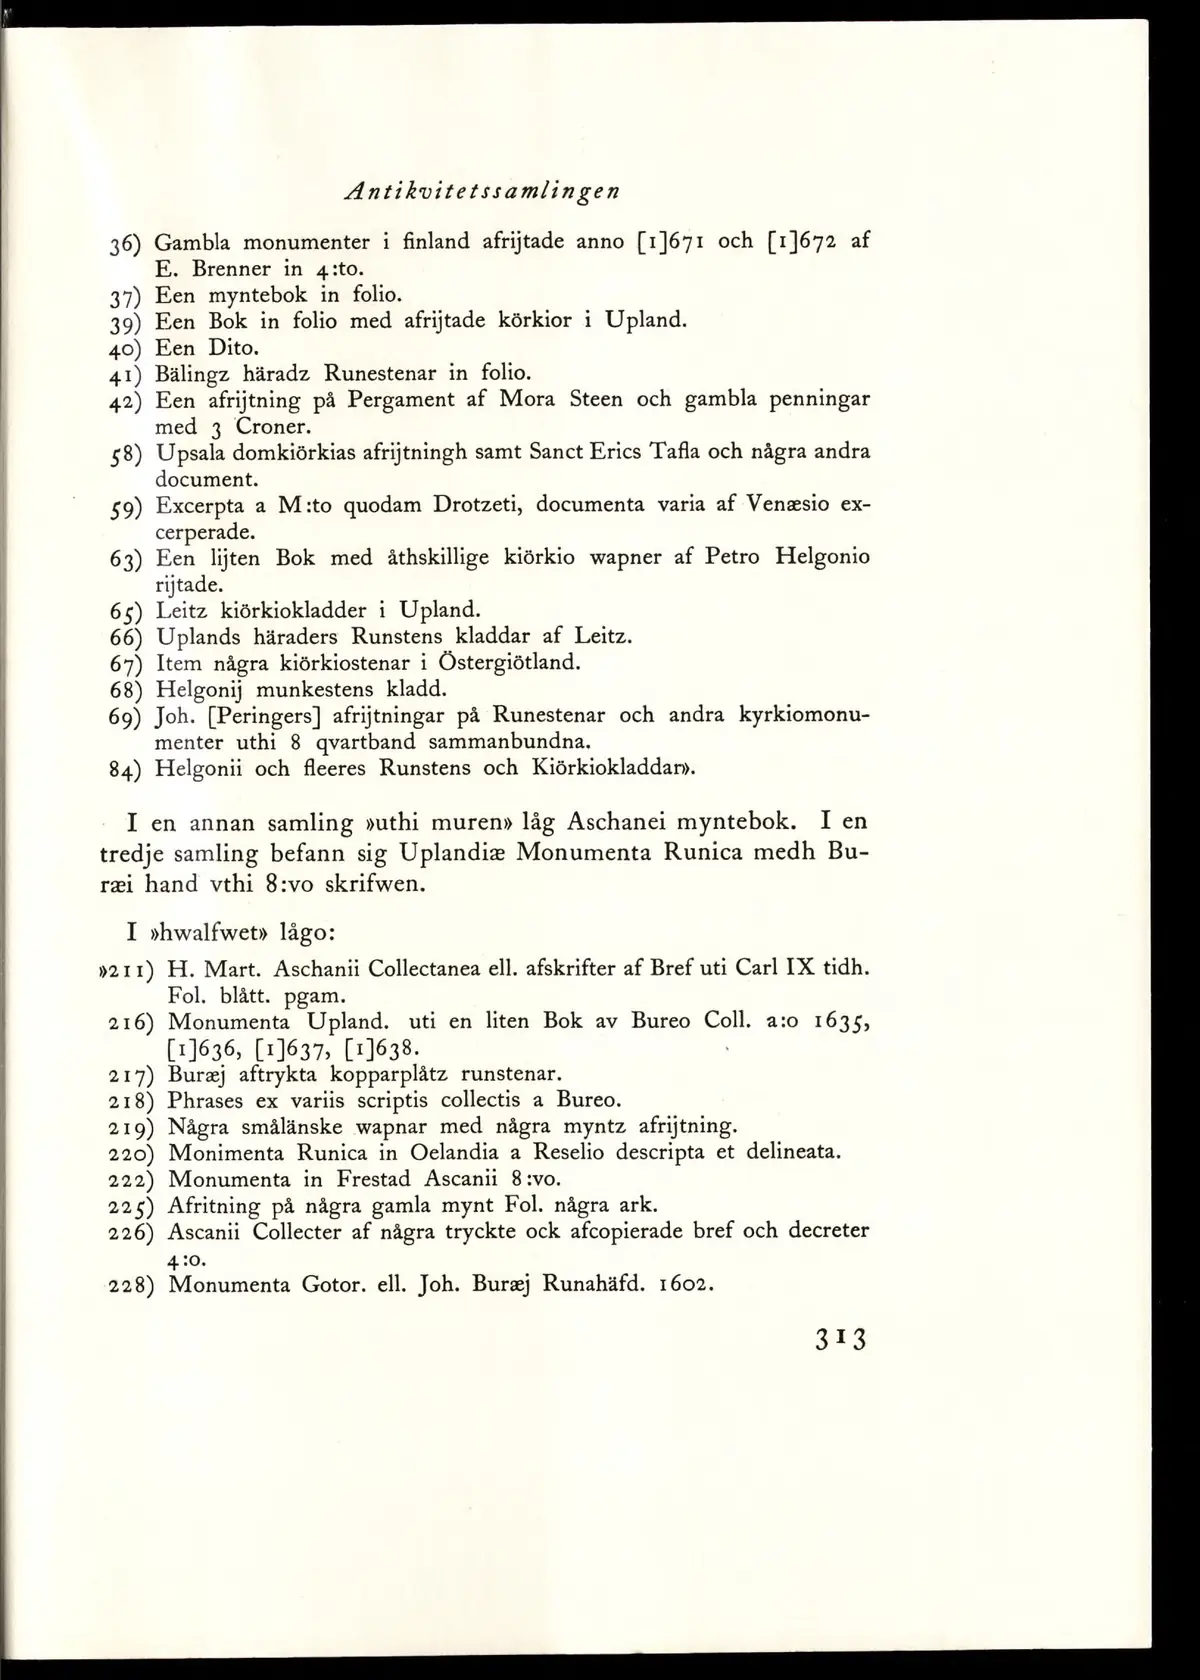 Antikvitetssamlingen
36) Gambla monumenter i finland afrijtade anno [1]671 och [1]672 af
E. Brenner in 4:to.
37) Een myntebok in folio.
39) Een Bok in folio med afrijtade körkior i Upland.
40) Een Dito.
41) Bälingz häradz Runestenar in folio.
42) Een afrijtning på Pergament af Mora Steen och gambla penningar
med 3 Croner.
58) Upsala domkiörkias afrijtningh samt Sanct Erics Tafla och några andra
document.
59) Excerpta a M:to quodam Drotzeti, documenta varia af Venæsio ex-
cerperade.
63) Een lijten Bok med åthskillige kiörkio wapner af Petro Helgonio
rijtade.
65) Leitz kiörkiokladder i Upland.
66) Uplands häraders Runstens kladdar af Leitz.
67) Item några kiörkiostenar i Östergiötland.
68) Helgonij munkestens kladd.
69) Joh. [Peringers] afrijtningar på Runestenar och andra kyrkiomonu-
menter uthi 8 qvartband sammanbundna.
84) Helgonii och fleeres Runstens och Kiörkiokladdar».
I en annan samling »uthi muren» låg Aschanei myntebok. I en
tredje samling befann sig Uplandiæ Monumenta Runica medh Bu-
ræi hand vthi 8:vo skrifwen.
I »hwalfwet» lågo:
»211) H. Mart. Aschanii Collectanea ell. afskrifter af Bref uti Carl IX tidh.
Fol. blått. pgam.
216) Monumenta Upland. uti en liten Bok av Bureo Coll. a:o 1635,
[1]636, [1]637, [1]638.
217) Buræj aftrykta kopparplåtz runstenar.
218) Phrases ex variis scriptis collectis a Bureo.
219) Några smålänske wapnar med några myntz afrijtning.
220) Monimenta Runica in Oelandia a Reselio descripta et delineata.
222) Monumenta in Frestad Ascanii 8:vo.
225) Afritning på några gamla mynt Fol. några ark.
226) Ascanii Collecter af några tryckte ock afcopierade bref och decreter
4:o.
228) Monumenta Gotor. ell. Joh. Buræj Runahäfd. 1602.
313